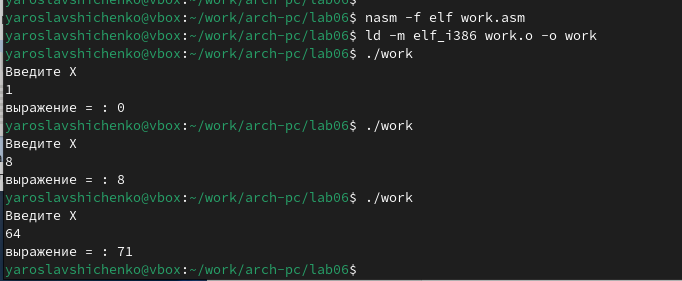 yaroslavshichenko@vbox:~/work/arch-pc/lab06$
yaroslavshichenko@vbox:~/work/arch-pc/lab06$ nasm -f elf work.asm
yaroslavshichenko@vbox:~/work/arch-pc/lab06$ ld -m elf_i386 work.o -o work
yaroslavshichenko@vbox:~/work/arch-pc/lab06$ ./work
Введите X
1
выражение = : 0
yaroslavshichenko@vbox:~/work/arch-pc/lab06$ ./work
Введите X
8
выражение = : 8
yaroslavshichenko@vbox:~/work/arch-pc/lab06$ ./work
Введите X
64
выражение = : 71
yaroslavshichenko@vbox:~/work/arch-pc/lab06$